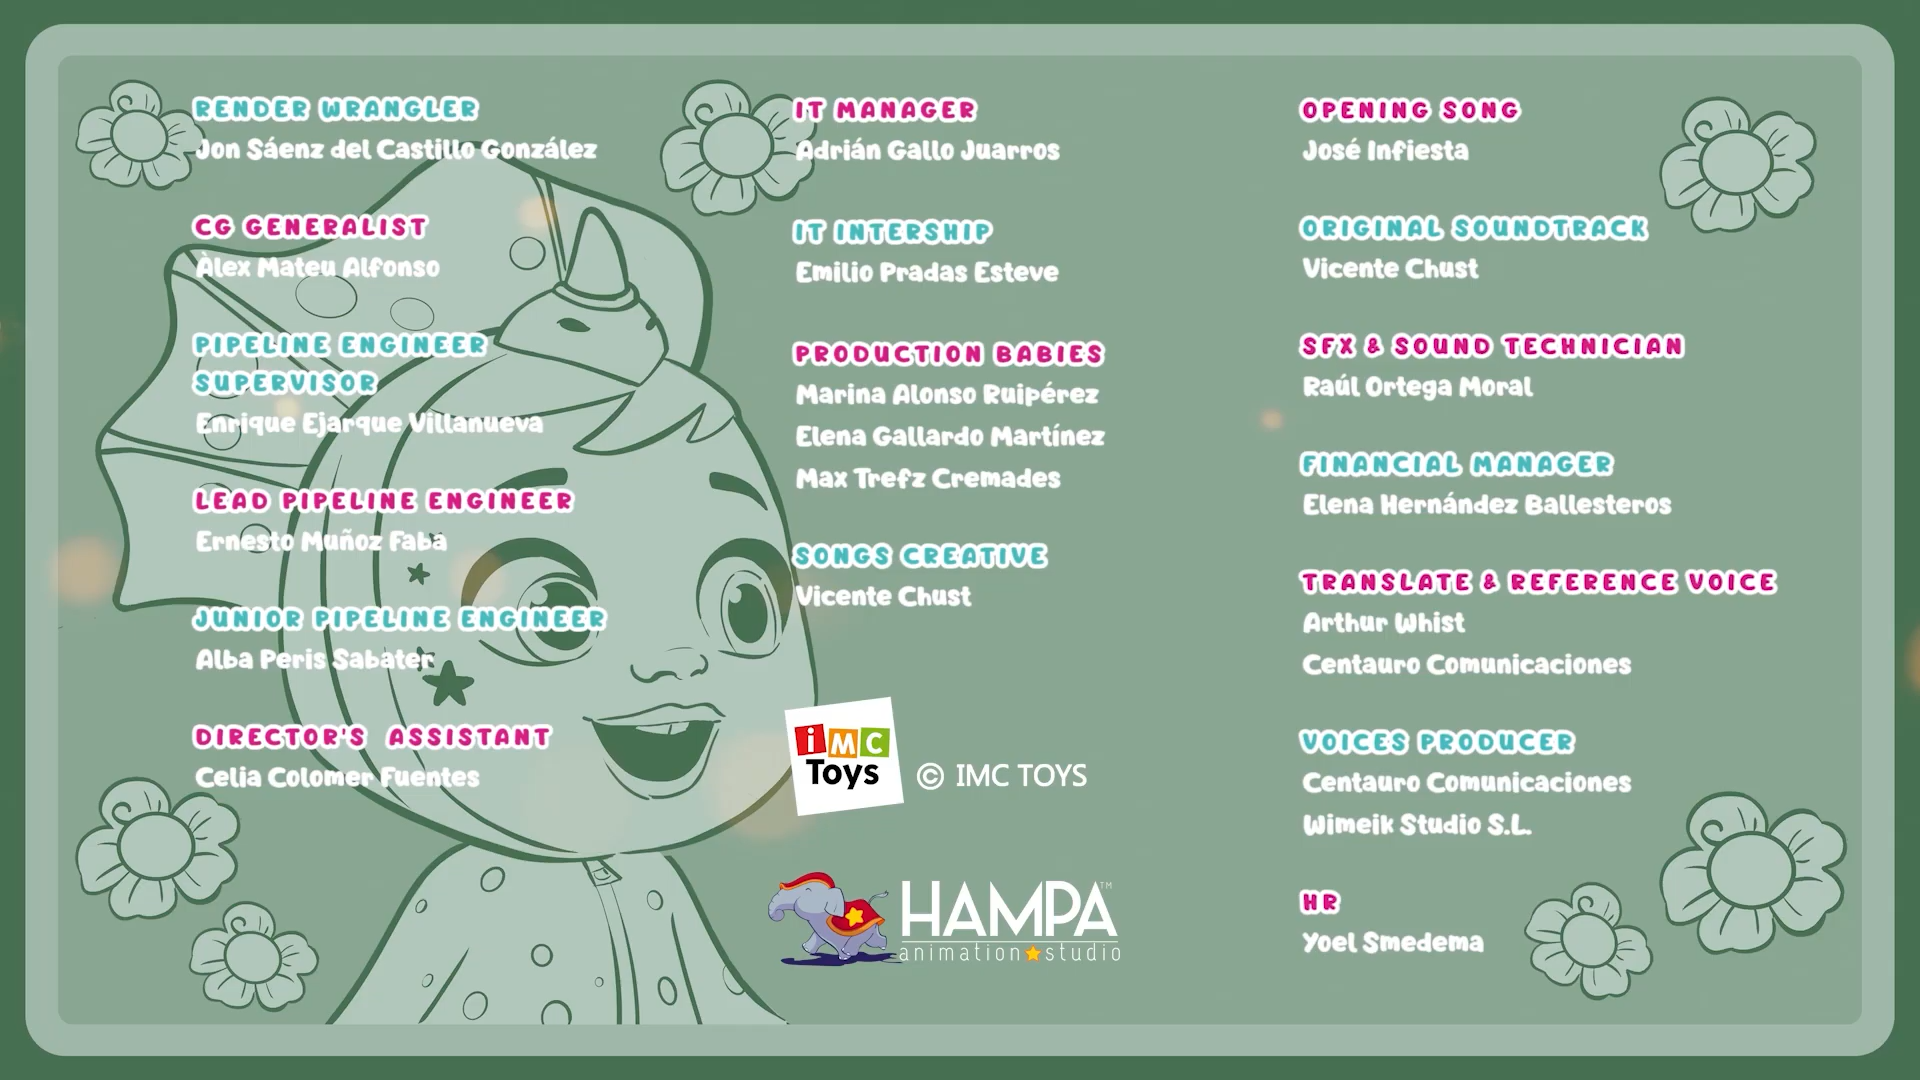 RENDER WRANGLER
Jon Sáenz del Castillo González
CG GENERALIST
Àlex Mateu Alfonso
PIPELINE ENGINEER
SUPERVISOR
Enrique Ejarque Villanueva
LEAD PIPELINE ENGINEER
Ernesto Muñoz Fabá
JUNIOR PIPELINE ENGINEER
Alba Peris Sabater
DIRECTOR'S ASSISTANT
Celia Colomer Fuentes
IT MANAGER
Adrián Gallo Juarros
IT INTERSHIP
Emilio Pradas Esteve
PRODUCTION BABIES
Marina Alonso Ruipérez
Elena Gallardo Martínez
Max Trefz Cremades
SONGS CREATIVE
Vicente Chust
iMC
Toys
© IMC TOYS
HAMPA™
animation studio
OPENING SONG
José Infiesta
ORIGINAL SOUNDTRACK
Vicente Chust
SFX & SOUND TECHNICIAN
Raúl Ortega Moral
FINANCIAL MANAGER
Elena Hernández Ballesteros
TRANSLATE & REFERENCE VOICE
Arthur Whist
Centauro Comunicaciones
VOICES PRODUCER
Centauro Comunicaciones
Wimeik Studio S.L.
HR
Yoel Smedema